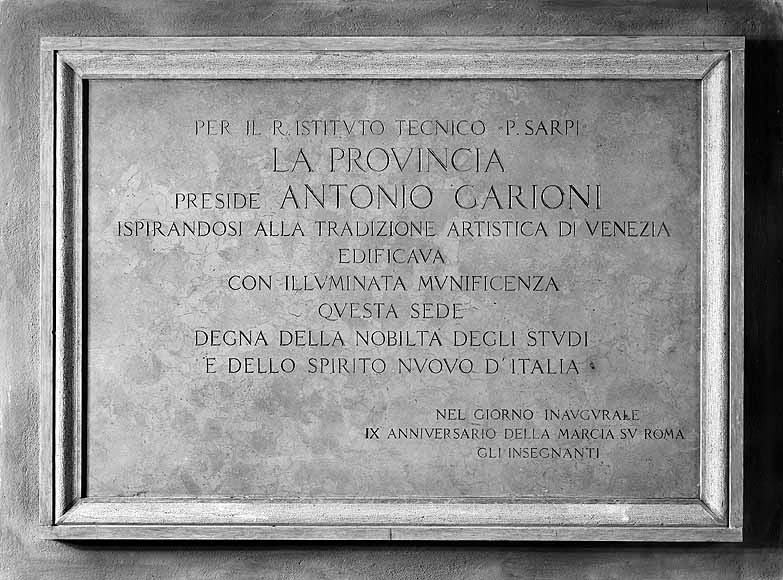 PER IL R. ISTITVTO TECNICO "P. SARPI"
LA PROVINCIA
PRESIDE ANTONIO GARIONI
ISPIRANDOSI ALLA TRADIZIONE ARTISTICA DI VENEZIA
EDIFICAVA
CON ILLVMINATA MVNIFICENZA
QVESTA SEDE
DEGNA DELLA NOBILTÀ DEGLI STVDI
E DELLO SPIRITO NVOVO D'ITALIA
NEL GIORNO INAVGVRALE
IX ANNIVERSARIO DELLA MARCIA SV ROMA
GLI INSEGNANTI